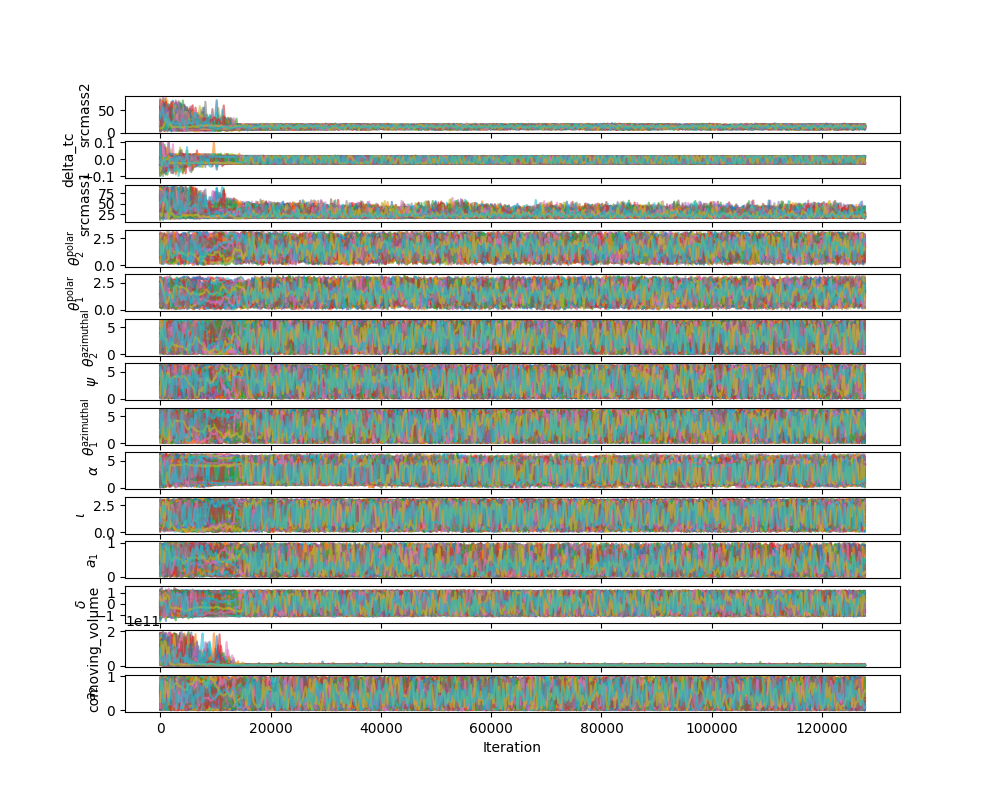 srcmass2
50
0
delta_tc
0.1
0.0
−0.1
srcmass1
75
50
25
θ₂^polar
2.5
0.0
θ₁^polar
2.5
0.0
θ₂^azimuthal
5
0
ψ
5
0
θ₁^azimuthal
5
0
α
5
0
ι
2.5
0.0
a₁
1
0
δ
1
0
−1
1e11
comoving_volume
2
0
1
0
0 20000 40000 60000 80000 100000 120000
Iteration